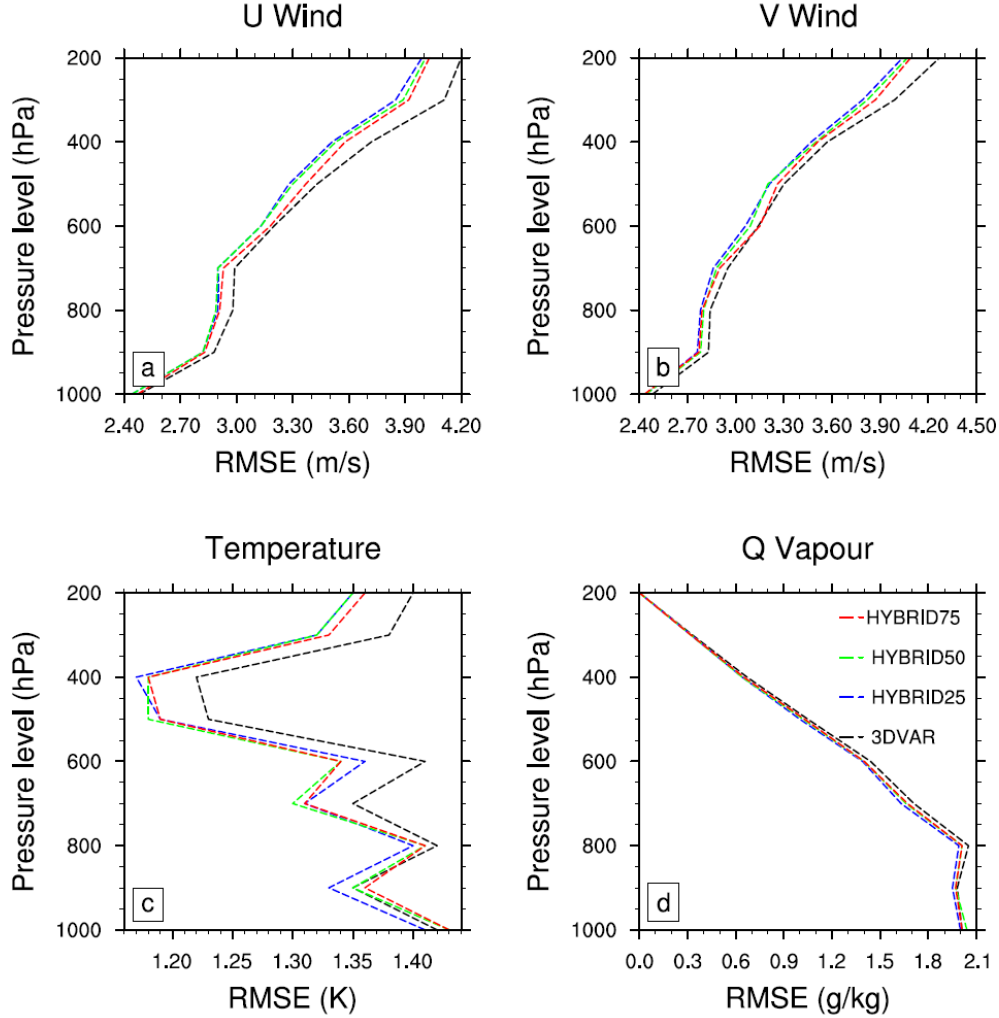 U Wind
V Wind
Pressure level (hPa)
200
400
600
800
1000
a
2.40 2.70 3.00 3.30 3.60 3.90 4.20
RMSE (m/s)
Pressure level (hPa)
200
400
600
800
1000
b
2.40 2.70 3.00 3.30 3.60 3.90 4.20 4.50
RMSE (m/s)
Temperature
Q Vapour
Pressure level (hPa)
200
400
600
800
1000
c
1.20 1.25 1.30 1.35 1.40
RMSE (K)
Pressure level (hPa)
200
400
600
800
1000
HYBRID75
HYBRID50
HYBRID25
3DVAR
d
0.0 0.3 0.6 0.9 1.2 1.5 1.8 2.1
RMSE (g/kg)